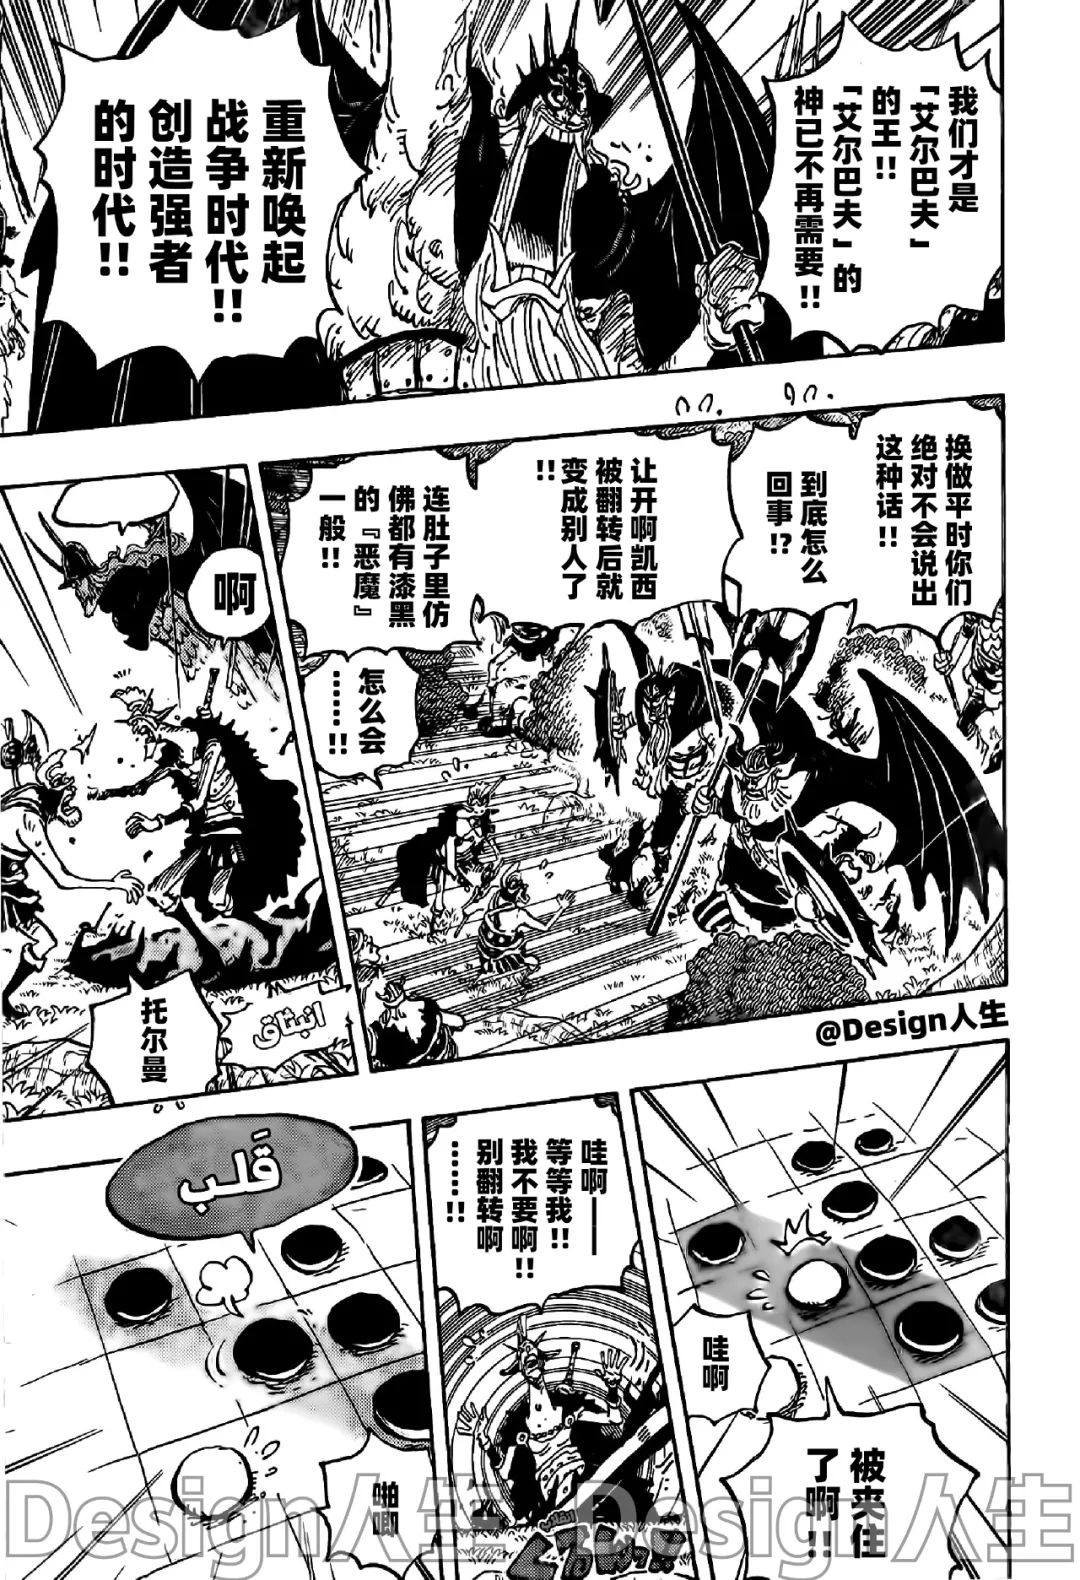 我们才是
「艾尔巴夫」
的王!!
「艾尔巴夫」的
神已不再需要!!
重新唤起
战争时代!!
创造强者
的时代!!
换做平时你们
绝对不会说出
这种话!!
到底怎么
回事!?
让开啊凯西
被翻转后就
变成别人了
!!
连肚子里仿
佛都有漆黑
的『恶魔』
一般!!
怎么会
……!!
啊
托尔曼
انبثاق
@Design人生
哇啊
被来住
了啊!!
哇啊——
等等我!!
我不要啊!!
别翻转啊
……!!
قَلب
啪嗒
Design人生
Design人生